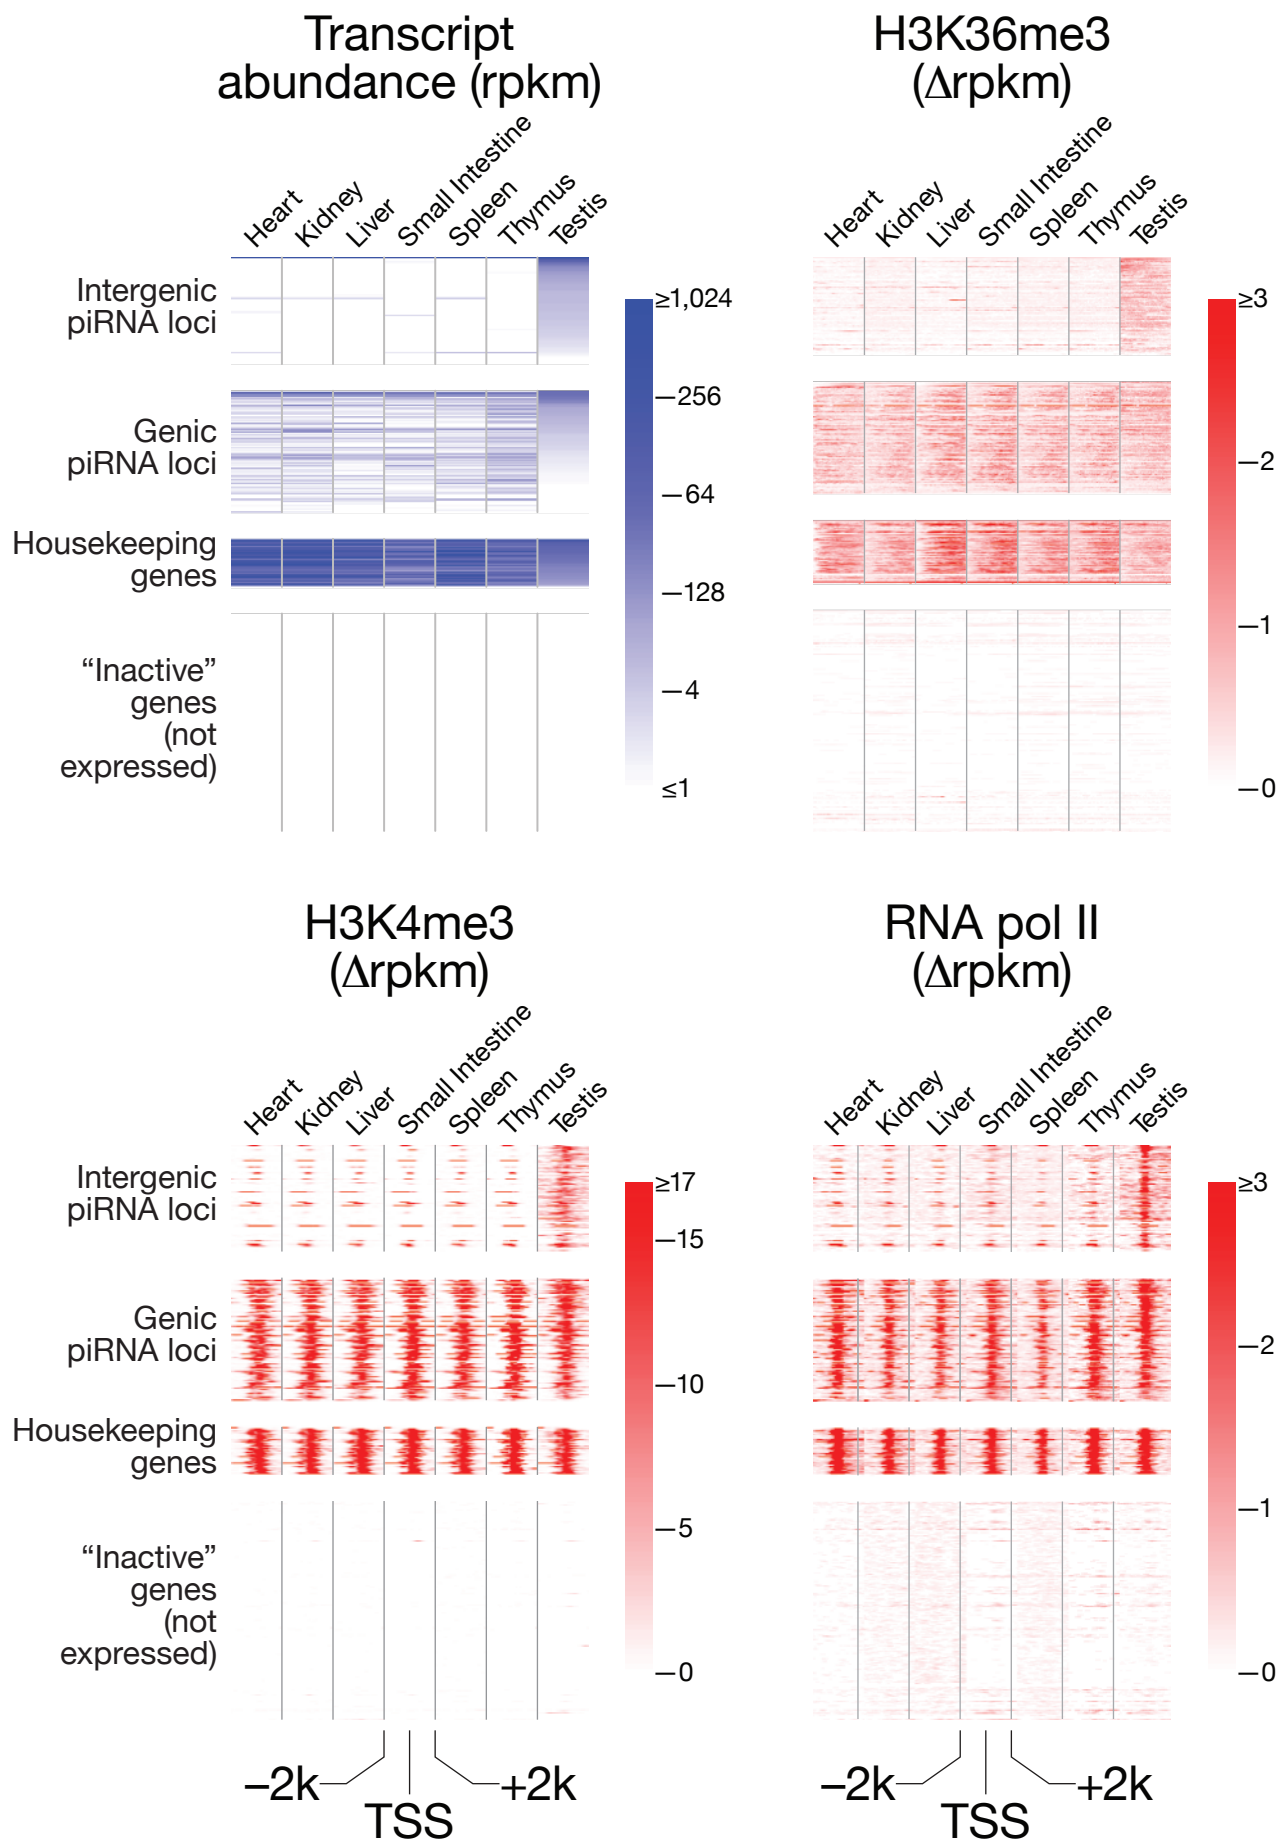 Transcript
abundance (rpkm)
Heart
Kidney
Liver
Small Intestine
Spleen
Thymus
Testis
Intergenic
piRNA loci
Genic
piRNA loci
Housekeeping
genes
“Inactive”
genes
(not
expressed)
≥1,024
–256
–64
–128
–4
≤1
H3K36me3
(Δrpkm)
Heart
Kidney
Liver
Small Intestine
Spleen
Thymus
Testis
≥3
–2
–1
–0
H3K4me3
(Δrpkm)
Heart
Kidney
Liver
Small Intestine
Spleen
Thymus
Testis
Intergenic
piRNA loci
Genic
piRNA loci
Housekeeping
genes
“Inactive”
genes
(not
expressed)
≥17
–15
–10
–5
–0
–2k
TSS
+2k
RNA pol II
(Δrpkm)
Heart
Kidney
Liver
Small Intestine
Spleen
Thymus
Testis
≥3
–2
–1
–0
–2k
TSS
+2k